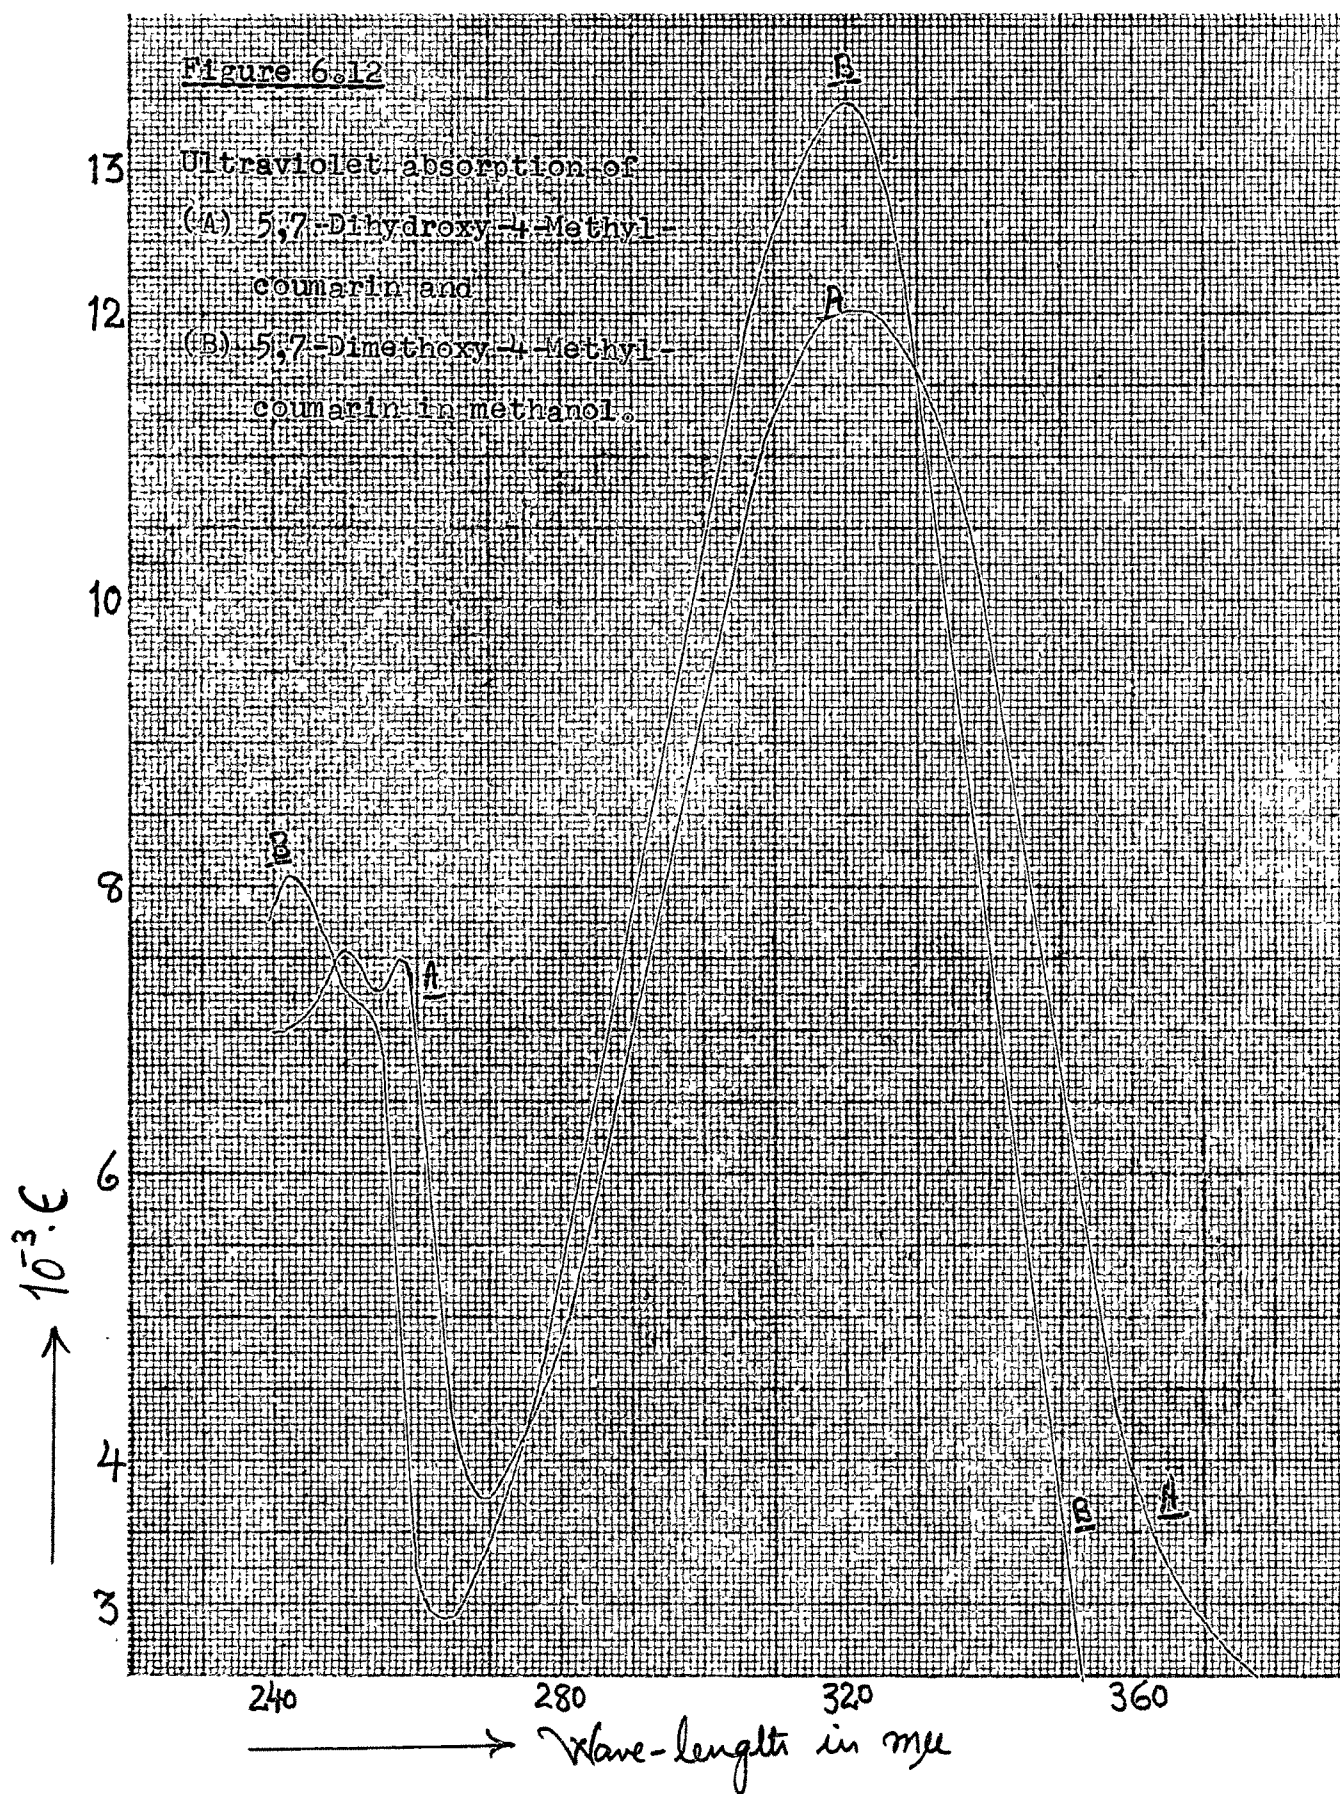 Figure 6.12
Ultraviolet absorption of
(A) 5,7-Dihydroxy-4-Methyl-
coumarin and
(B) 5,7-Dimethoxy-4-Methyl-
coumarin in methanol.
B
A
B
A
B
A
13
12
10
8
6
4
3
10⁻³.ε
240 280 320 360
Wave-length in mμ